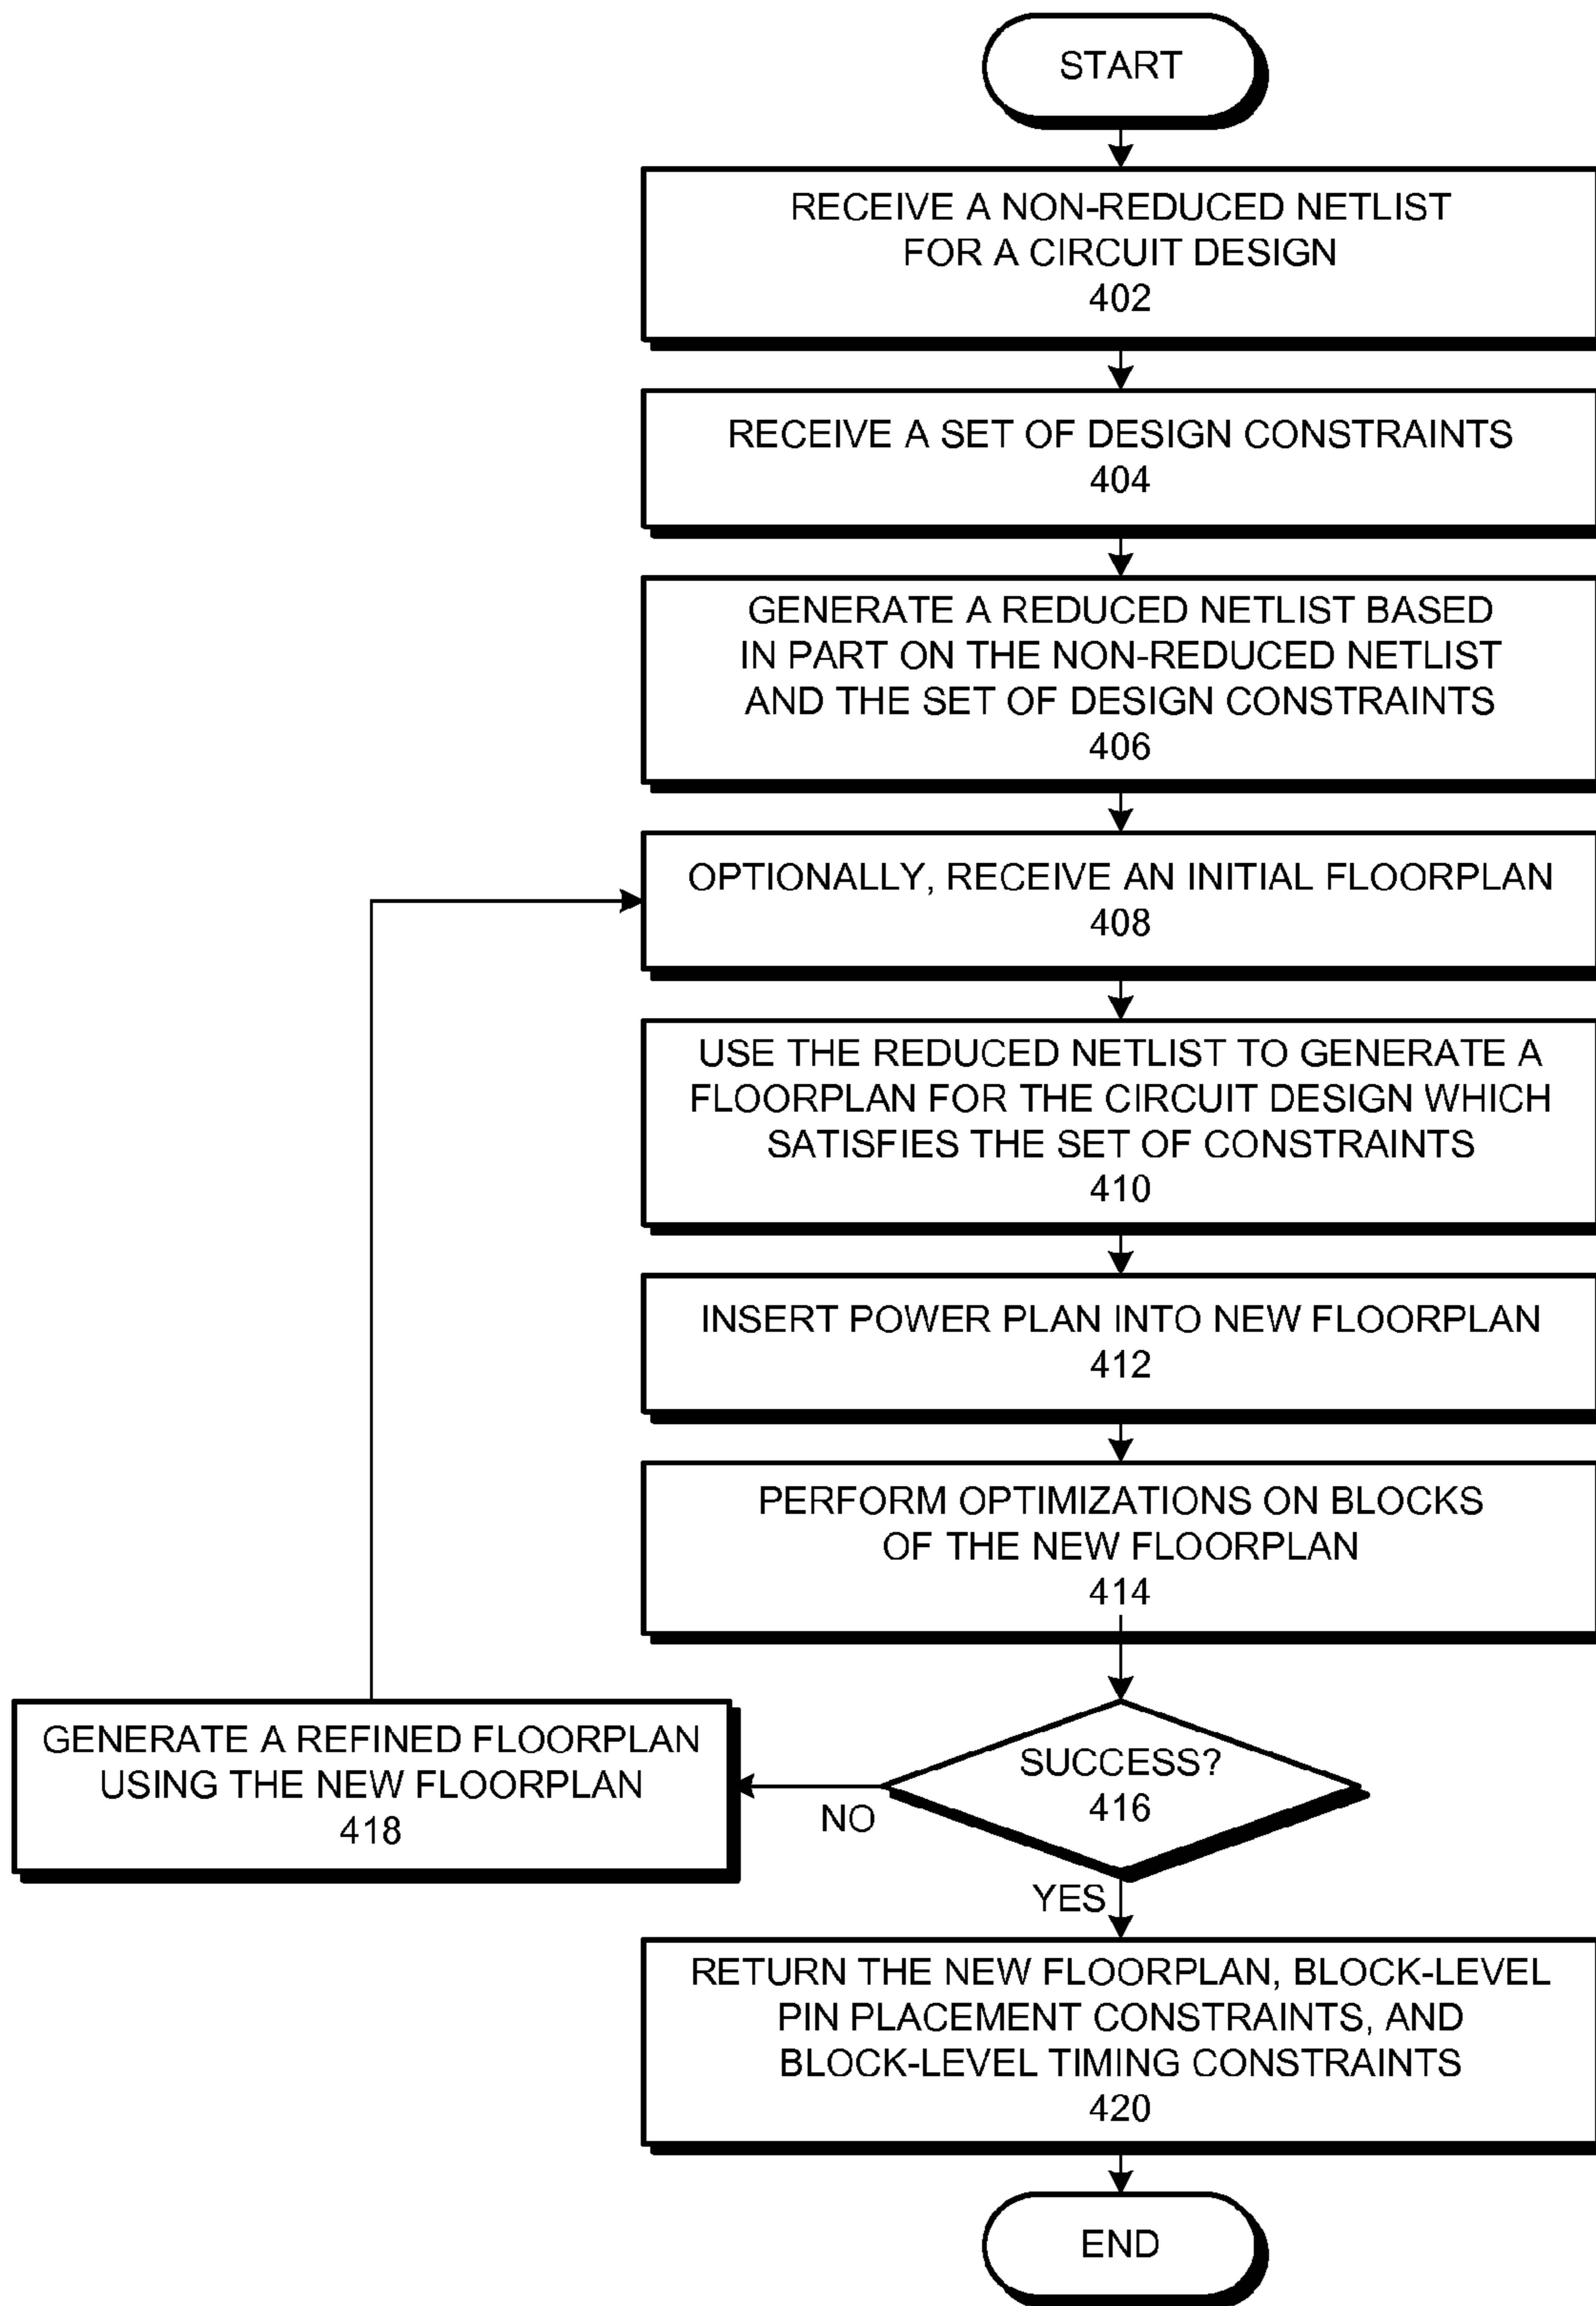 START
RECEIVE A NON-REDUCED NETLIST
FOR A CIRCUIT DESIGN
402
RECEIVE A SET OF DESIGN CONSTRAINTS
404
GENERATE A REDUCED NETLIST BASED
IN PART ON THE NON-REDUCED NETLIST
AND THE SET OF DESIGN CONSTRAINTS
406
OPTIONALLY, RECEIVE AN INITIAL FLOORPLAN
408
USE THE REDUCED NETLIST TO GENERATE A
FLOORPLAN FOR THE CIRCUIT DESIGN WHICH
SATISFIES THE SET OF CONSTRAINTS
410
INSERT POWER PLAN INTO NEW FLOORPLAN
412
PERFORM OPTIMIZATIONS ON BLOCKS
OF THE NEW FLOORPLAN
414
SUCCESS?
416
NO
GENERATE A REFINED FLOORPLAN
USING THE NEW FLOORPLAN
418
YES
RETURN THE NEW FLOORPLAN, BLOCK-LEVEL
PIN PLACEMENT CONSTRAINTS, AND
BLOCK-LEVEL TIMING CONSTRAINTS
420
END